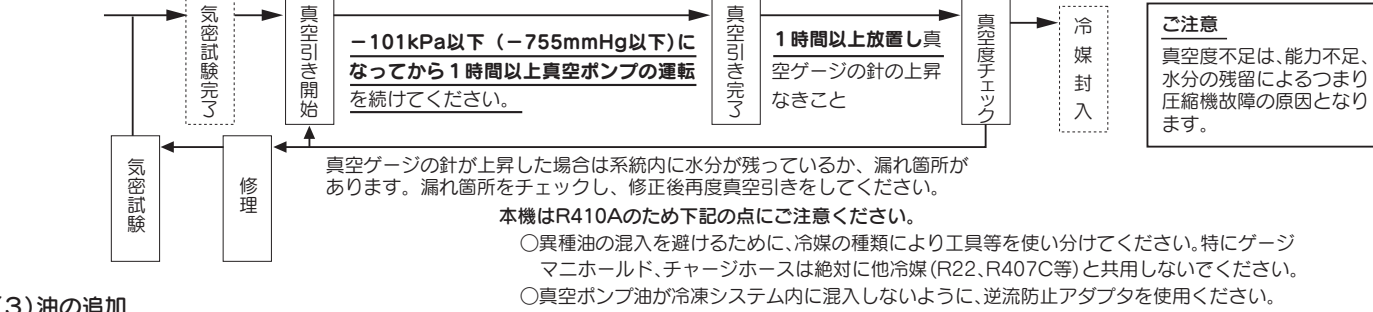 気密試験完了
真空引き開始
－101kPa以下（－755mmHg以下）に
なってから１時間以上真空ポンプの運転
を続けてください。
真空引き完了
１時間以上放置し真
空ゲージの針の上昇
なきこと
真空度チェック
冷媒封入
ご注意
真空度不足は、能力不足、
水分の残留によるつまり
圧縮機故障の原因となり
ます。
気密試験
修理
真空ゲージの針が上昇した場合は系統内に水分が残っているか、漏れ箇所が
あります。漏れ箇所をチェックし、修正後再度真空引きをしてください。
本機はR410Aのため下記の点にご注意ください。
○異種油の混入を避けるために、冷媒の種類により工具等を使い分けてください。特にゲージ
マニホールド、チャージホースは絶対に他冷媒（R22、R407C等）と共用しないでください。
○真空ポンプ油が冷凍システム内に混入しないように、逆流防止アダプタを使用ください。
（3）油の追加